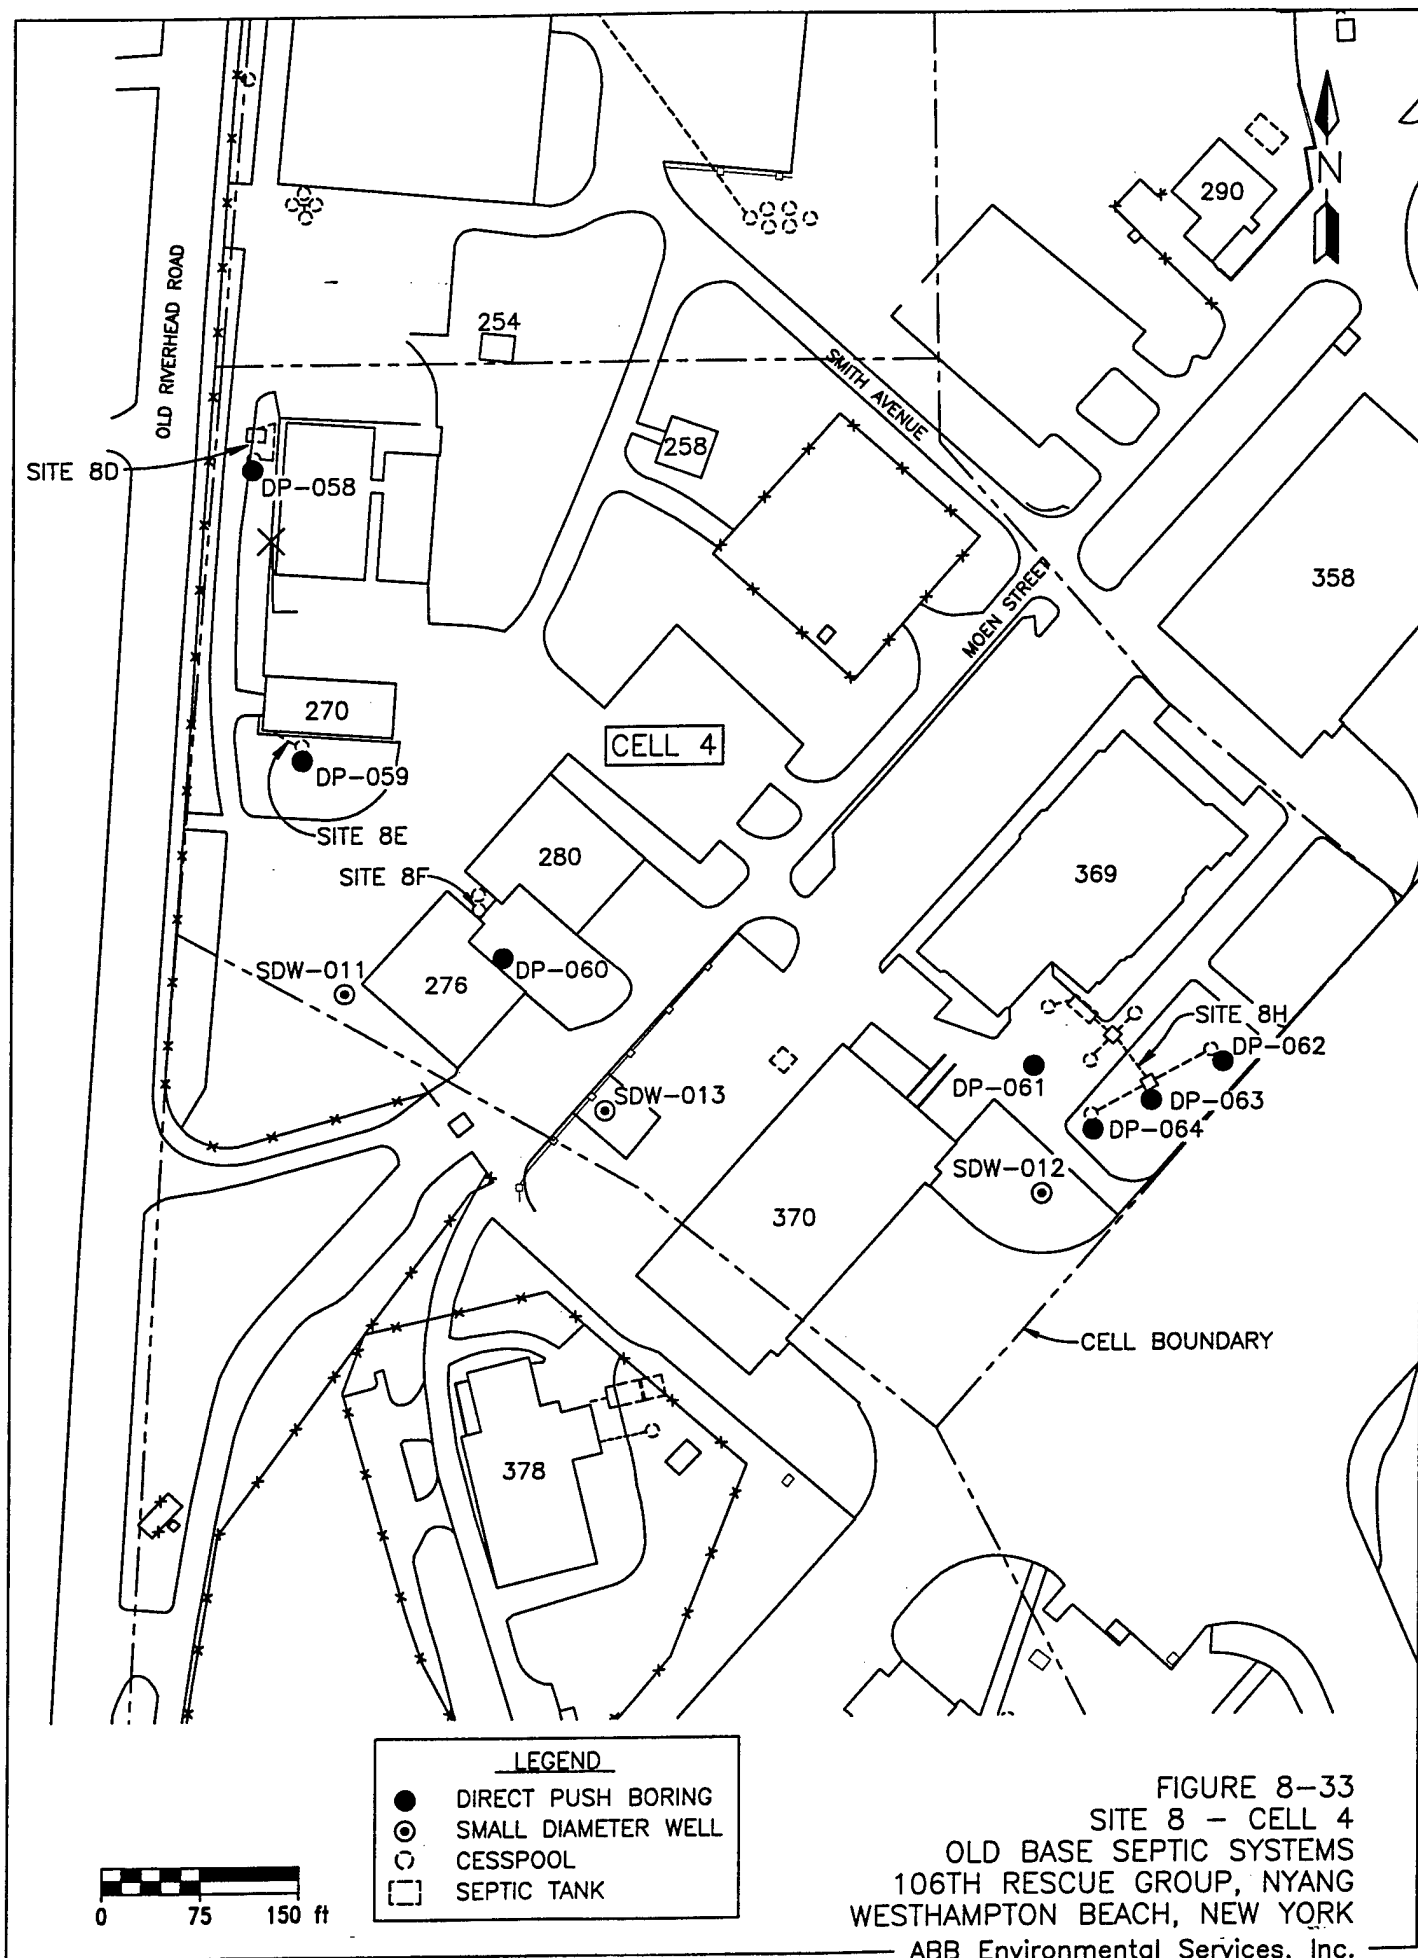 N
290
OLD RIVERHEAD ROAD
254
SMITH AVENUE
258
SITE 8D
DP-058
358
MOEN STREET
270
CELL 4
DP-059
SITE 8E
280
SITE 8F
369
SDW-011
276
DP-060
SITE 8H
DP-062
DP-061
SDW-013
DP-063
DP-064
SDW-012
370
CELL BOUNDARY
378
LEGEND
DIRECT PUSH BORING
SMALL DIAMETER WELL
CESSPOOL
SEPTIC TANK
0 75 150 ft
FIGURE 8-33
SITE 8 - CELL 4
OLD BASE SEPTIC SYSTEMS
106TH RESCUE GROUP, NYANG
WESTHAMPTON BEACH, NEW YORK
ABB Environmental Services, Inc.